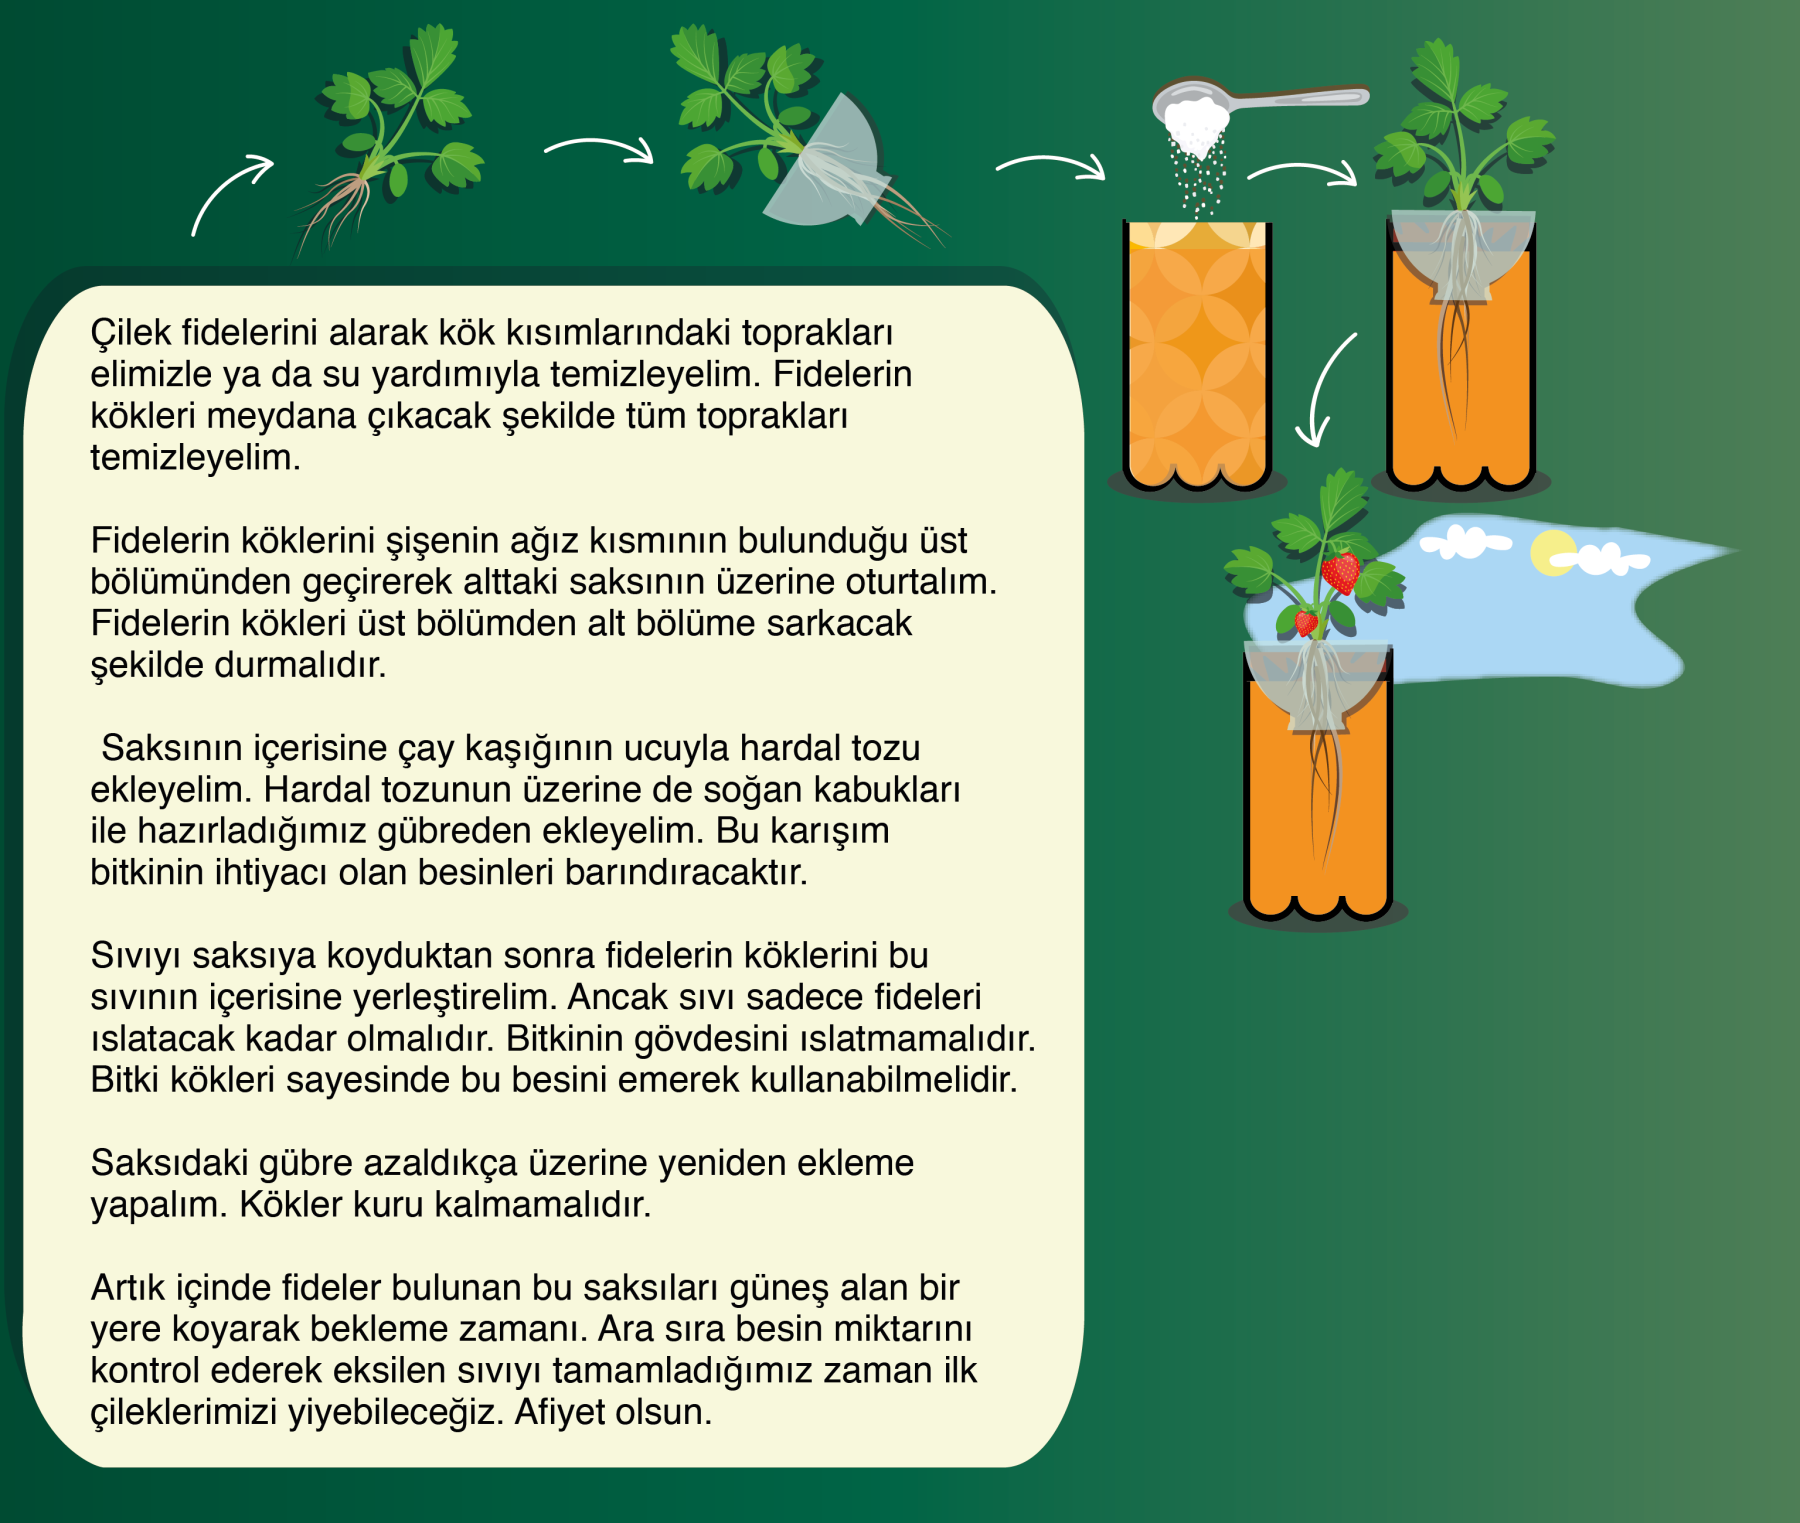 Çilek fidelerini alarak kök kısımlarındaki toprakları
elimizle ya da su yardımıyla temizleyelim. Fidelerin
kökleri meydana çıkacak şekilde tüm toprakları
temizleyelim.
Fidelerin köklerini şişenin ağız kısmının bulunduğu üst
bölümünden geçirerek alttaki saksının üzerine oturtalım.
Fidelerin kökleri üst bölümden alt bölüme sarkacak
şekilde durmalıdır.
Saksının içerisine çay kaşığının ucuyla hardal tozu
ekleyelim. Hardal tozunun üzerine de soğan kabukları
ile hazırladığımız gübreden ekleyelim. Bu karışım
bitkinin ihtiyacı olan besinleri barındıracaktır.
Sıvıyı saksıya koyduktan sonra fidelerin köklerini bu
sıvının içerisine yerleştirelim. Ancak sıvı sadece fideleri
ıslatacak kadar olmalıdır. Bitkinin gövdesini ıslatmamalıdır.
Bitki kökleri sayesinde bu besini emerek kullanabilmelidir.
Saksıdaki gübre azaldıkça üzerine yeniden ekleme
yapalım. Kökler kuru kalmamalıdır.
Artık içinde fideler bulunan bu saksıları güneş alan bir
yere koyarak bekleme zamanı. Ara sıra besin miktarını
kontrol ederek eksilen sıvıyı tamamladığımız zaman ilk
çileklerimizi yiyebileceğiz. Afiyet olsun.